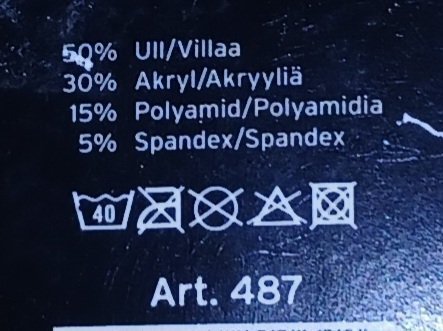 50% Ull/Villaa
30% Akryl/Akryyliä
15% Polyamid/Polyamidia
5% Spandex/Spandex
40
Art. 487